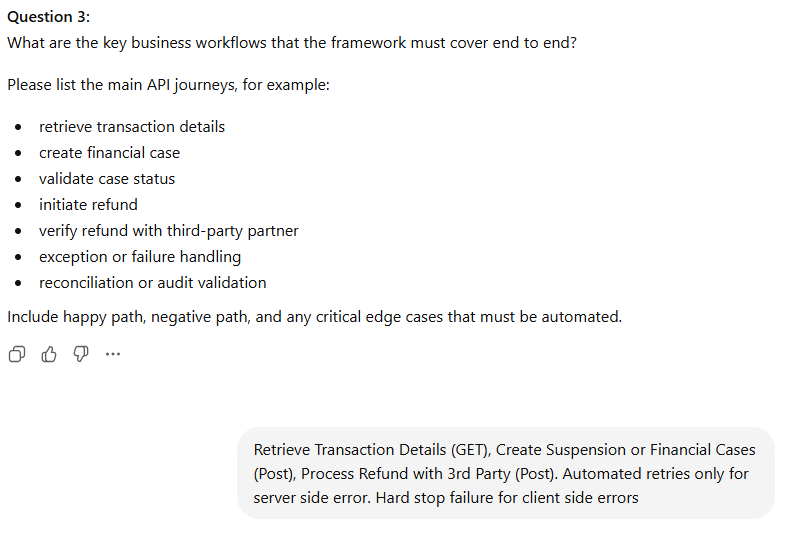 Question 3:
What are the key business workflows that the framework must cover end to end?
Please list the main API journeys, for example:
• retrieve transaction details
• create financial case
• validate case status
• initiate refund
• verify refund with third-party partner
• exception or failure handling
• reconciliation or audit validation
Include happy path, negative path, and any critical edge cases that must be automated.
Retrieve Transaction Details (GET), Create Suspension or Financial Cases
(Post), Process Refund with 3rd Party (Post). Automated retries only for
server side error. Hard stop failure for client side errors